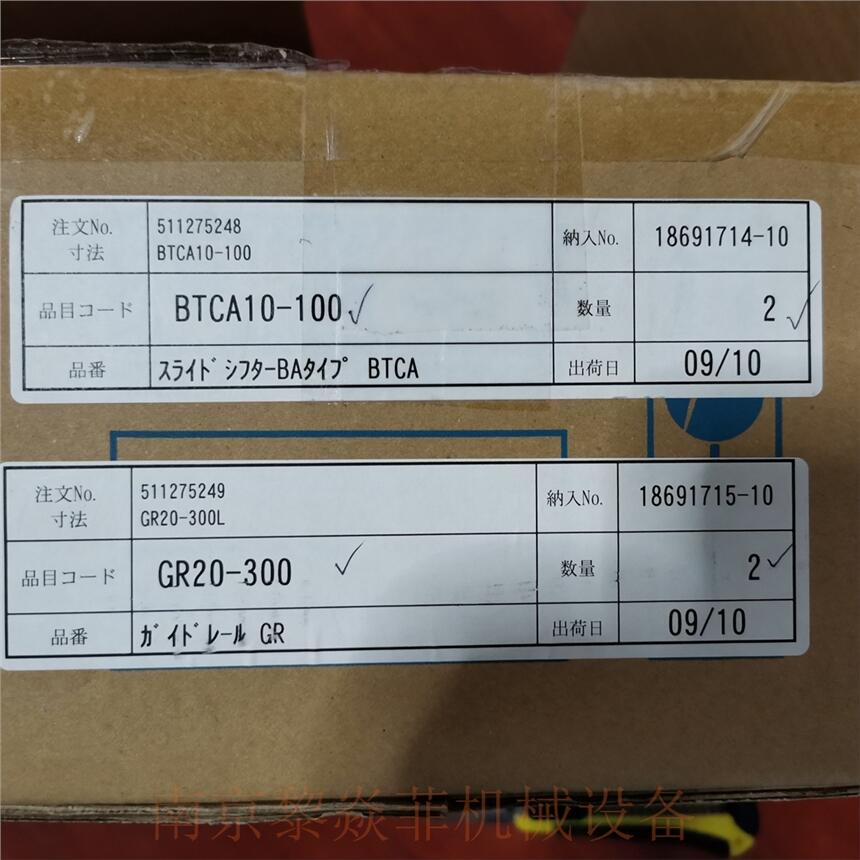 注文No. 511275248 納入No. 18691714-10
寸法 BTCA10-100
品目コード BTCA10-100 数量 2
品番 ｽﾗｲﾄﾞｼﾌﾀｰBAﾀｲﾌﾟ BTCA 出荷日 09/10
注文No. 511275249 納入No. 18691715-10
寸法 GR20-300L
品目コード GR20-300 数量 2
品番 ｶﾞｲﾄﾞﾚｰﾙ GR 出荷日 09/10
南京黎焱菲机械设备